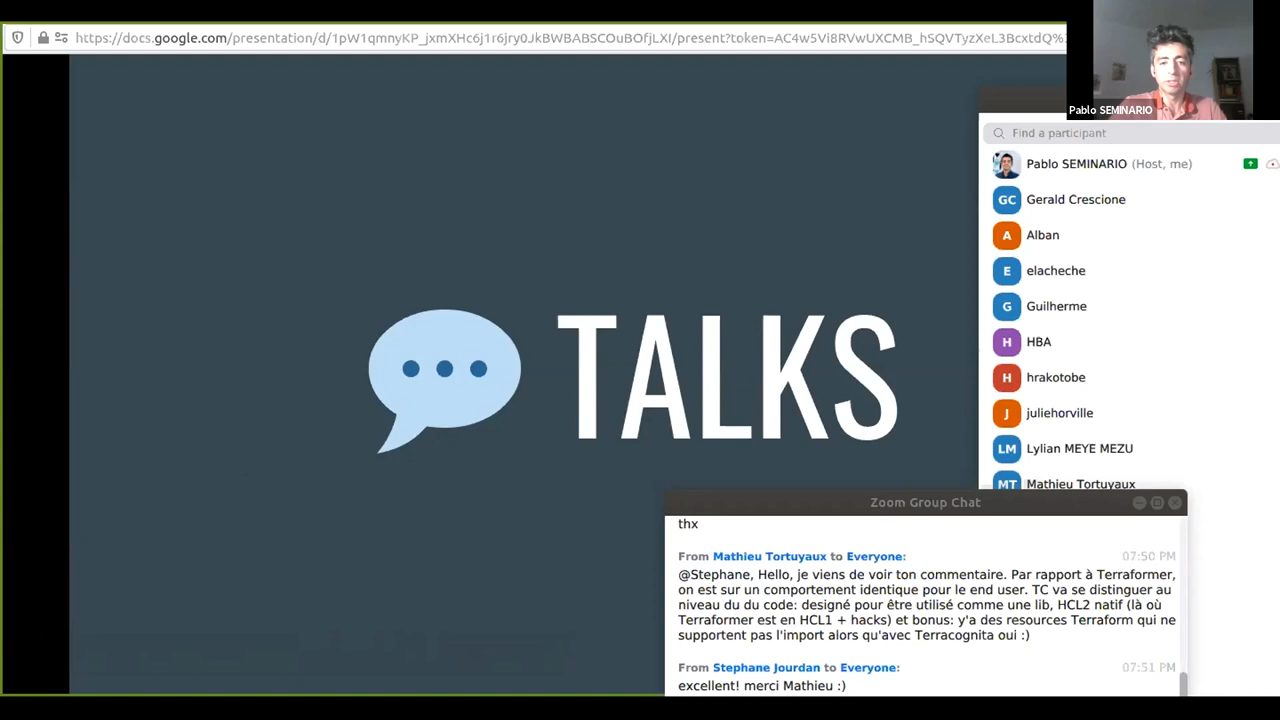 https://docs.google.com/presentation/d/1pW1qmnyKP_jxmXHc6j1r6jry0JkBWBABSCOuBOfjLXI/present?token=AC4w5Vi8RVwUXCMB_hSQVTyzXeL3BcxtdQ%
Pablo SEMINARIO
Find a participant
Pablo SEMINARIO (Host, me)
GC Gerald Crescione
A Alban
E elacheche
G Guilherme
H HBA
H hrakotobe
J juliehorville
LM Lylian MEYE MEZU
MT Mathieu Tortuyaux
TALKS
Zoom Group Chat
thx
From Mathieu Tortuyaux to Everyone: 07:50 PM
@Stephane, Hello, je viens de voir ton commentaire. Par rapport à Terraformer,
on est sur un comportement identique pour le end user. TC va se distinguer au
niveau du du code: designé pour être utilisé comme une lib, HCL2 natif (là où
Terraformer est en HCL1 + hacks) et bonus: y'a des resources Terraform qui ne
supportent pas l'import alors qu'avec Terracognita oui :)
From Stephane Jourdan to Everyone: 07:51 PM
excellent! merci Mathieu :)